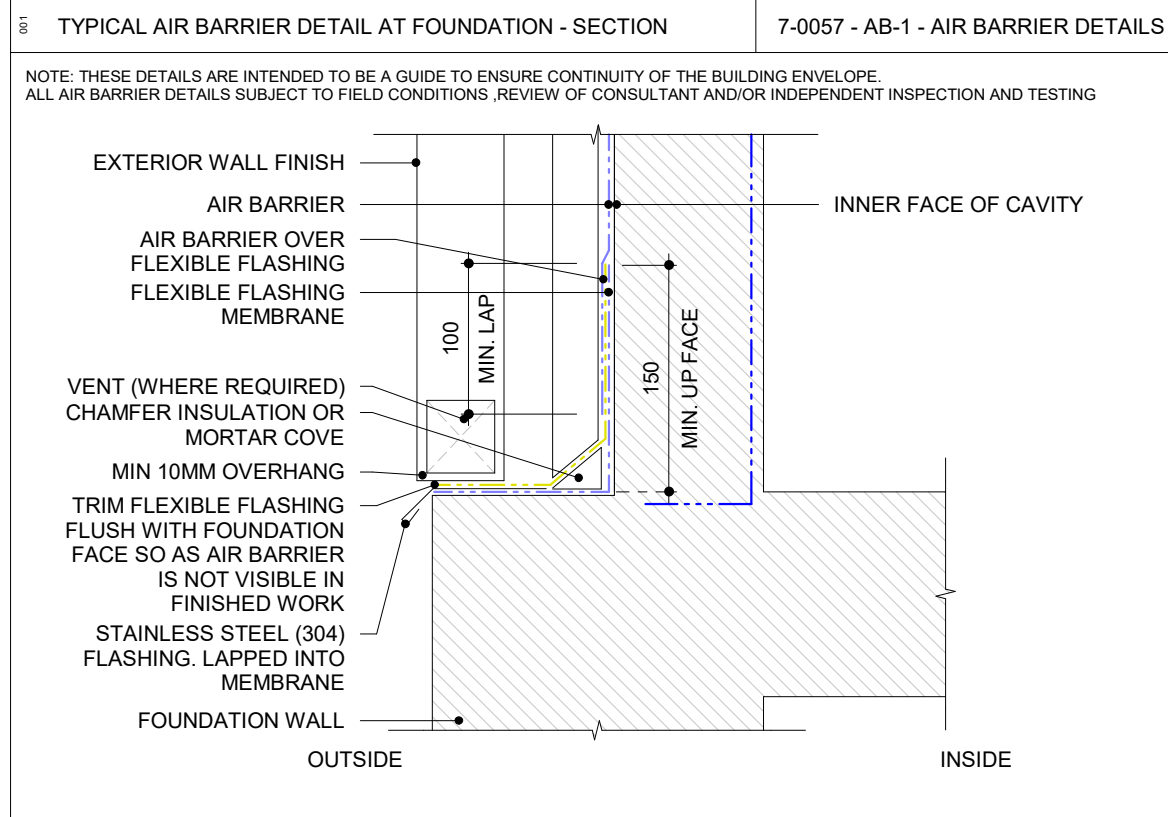 001
TYPICAL AIR BARRIER DETAIL AT FOUNDATION - SECTION
7-0057 - AB-1 - AIR BARRIER DETAILS
NOTE: THESE DETAILS ARE INTENDED TO BE A GUIDE TO ENSURE CONTINUITY OF THE BUILDING ENVELOPE.
ALL AIR BARRIER DETAILS SUBJECT TO FIELD CONDITIONS ,REVIEW OF CONSULTANT AND/OR INDEPENDENT INSPECTION AND TESTING
EXTERIOR WALL FINISH
AIR BARRIER
AIR BARRIER OVER
FLEXIBLE FLASHING
FLEXIBLE FLASHING
MEMBRANE
VENT (WHERE REQUIRED)
CHAMFER INSULATION OR
MORTAR COVE
MIN 10MM OVERHANG
TRIM FLEXIBLE FLASHING
FLUSH WITH FOUNDATION
FACE SO AS AIR BARRIER
IS NOT VISIBLE IN
FINISHED WORK
STAINLESS STEEL (304)
FLASHING. LAPPED INTO
MEMBRANE
FOUNDATION WALL
100
MIN. LAP
150
MIN. UP FACE
INNER FACE OF CAVITY
OUTSIDE
INSIDE